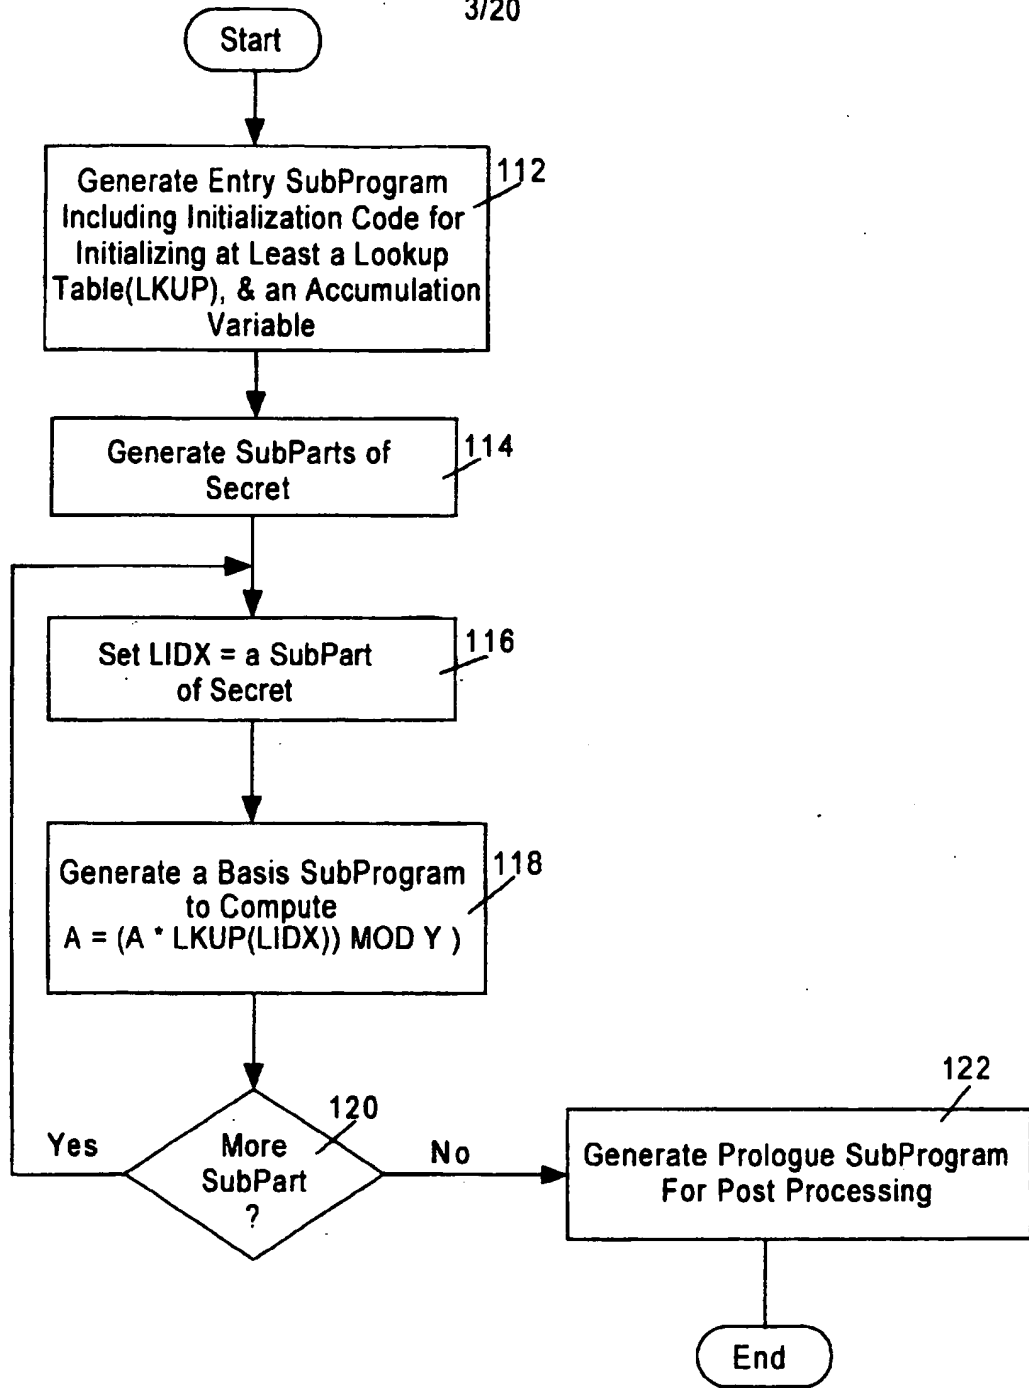 3/20
Start
112
Generate Entry SubProgram
Including Initialization Code for
Initializing at Least a Lookup
Table(LKUP), & an Accumulation
Variable
114
Generate SubParts of
Secret
116
Set LIDX = a SubPart
of Secret
118
Generate a Basis SubProgram
to Compute
A = (A * LKUP(LIDX)) MOD Y )
120
More
SubPart
?
Yes
No
122
Generate Prologue SubProgram
For Post Processing
End